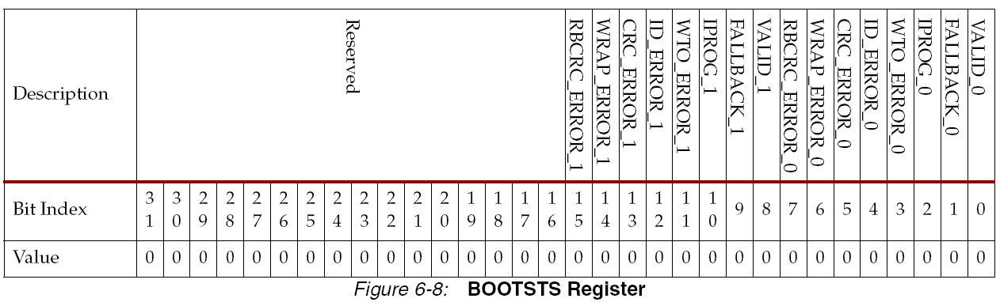 Description Reserved RBCRC_ERROR_1 WRAP_ERROR_1 CRC_ERROR_1 ID_ERROR_1 WTO_ERROR_1 IPROG_1 FALLBACK_1 VALID_1 RBCRC_ERROR_0 WRAP_ERROR_0 CRC_ERROR_0 ID_ERROR_0 WTO_ERROR_0 IPROG_0 FALLBACK_0 VALID_0
Bit Index 31 30 29 28 27 26 25 24 23 22 21 20 19 18 17 16 15 14 13 12 11 10 9 8 7 6 5 4 3 2 1 0
Value 0 0 0 0 0 0 0 0 0 0 0 0 0 0 0 0 0 0 0 0 0 0 0 0 0 0 0 0 0 0 0 0
Figure 6-8: BOOTSTS Register